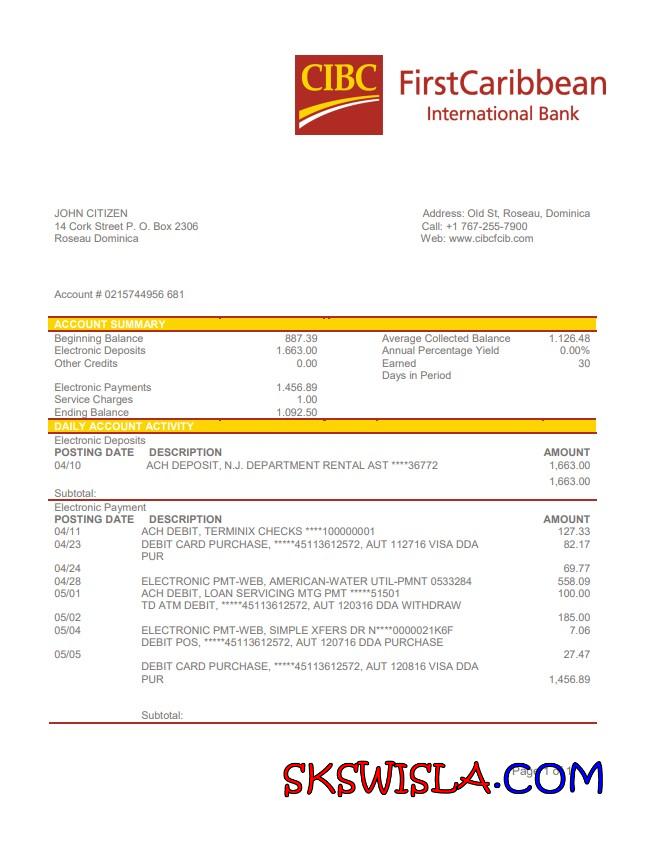 CIBC
FirstCaribbean
International Bank
JOHN CITIZEN
14 Cork Street P. O. Box 2306
Roseau Dominica
Address: Old St, Roseau, Dominica
Call: +1 767-255-7900
Web: www.cibcfcib.com
Account # 0215744956 681
ACCOUNT SUMMARY
Beginning Balance 887.39 Average Collected Balance 1.126.48
Electronic Deposits 1.663.00 Annual Percentage Yield 0.00%
Other Credits 0.00 Earned 30
Days in Period
Electronic Payments 1.456.89
Service Charges 1.00
Ending Balance 1.092.50
DAILY ACCOUNT ACTIVITY
Electronic Deposits
POSTING DATE DESCRIPTION AMOUNT
04/10 ACH DEPOSIT, N.J. DEPARTMENT RENTAL AST ****36772 1,663.00
1,663.00
Subtotal:
Electronic Payment
POSTING DATE DESCRIPTION AMOUNT
04/11 ACH DEBIT, TERMINIX CHECKS ****100000001 127.33
04/23 DEBIT CARD PURCHASE, *****45113612572, AUT 112716 VISA DDA 82.17
PUR
04/24 69.77
04/28 ELECTRONIC PMT-WEB, AMERICAN-WATER UTIL-PMNT 0533284 558.09
05/01 ACH DEBIT, LOAN SERVICING MTG PMT *****51501 100.00
TD ATM DEBIT, *****45113612572, AUT 120316 DDA WITHDRAW
05/02 185.00
05/04 ELECTRONIC PMT-WEB, SIMPLE XFERS DR N****0000021K6F 7.06
DEBIT POS, *****45113612572, AUT 120716 DDA PURCHASE
05/05 27.47
DEBIT CARD PURCHASE, *****45113612572, AUT 120816 VISA DDA
PUR 1,456.89
Subtotal:
Page 1 of 1
SKSWISLA.COM